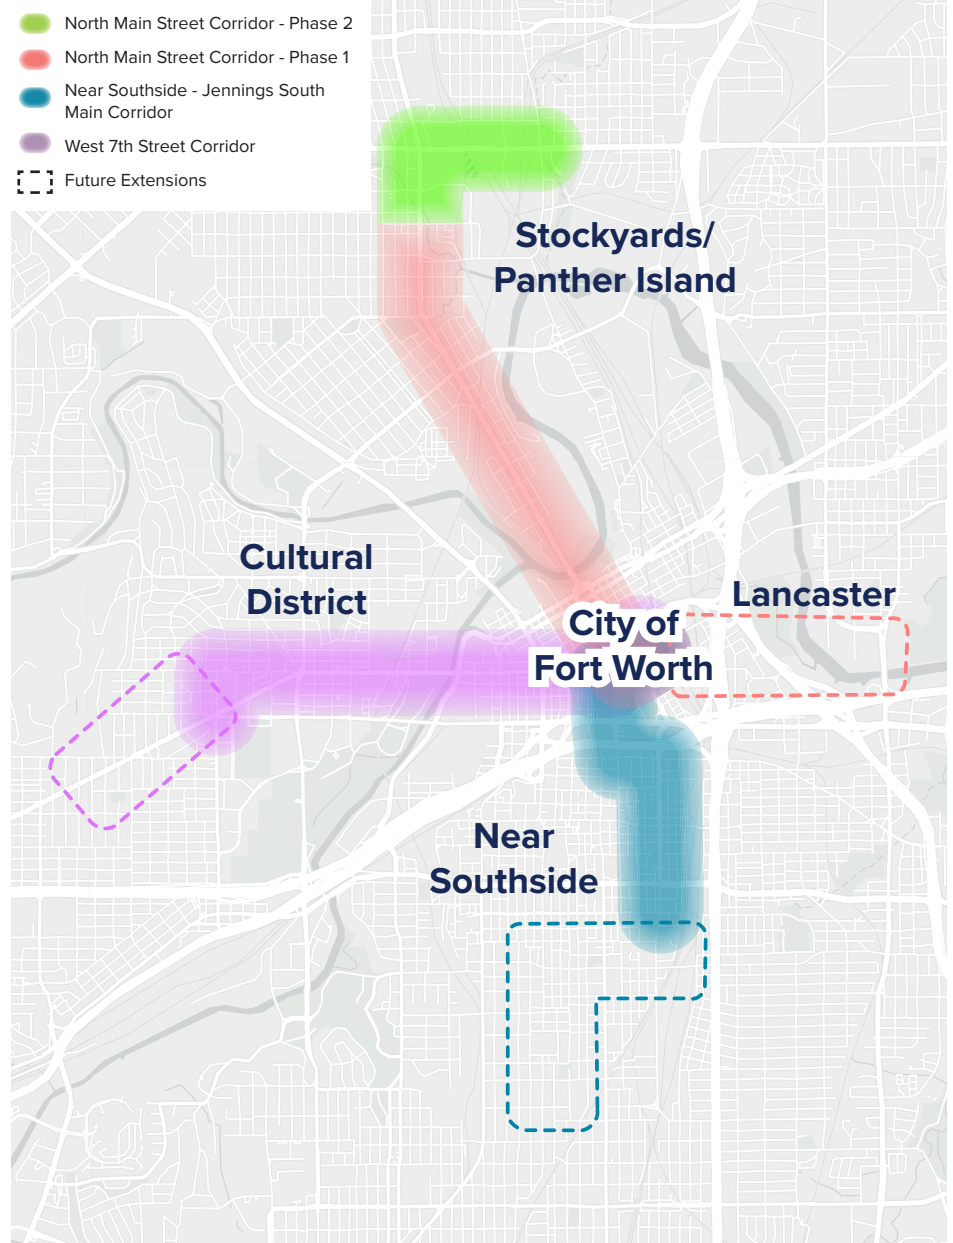 North Main Street Corridor - Phase 2
North Main Street Corridor - Phase 1
Near Southside - Jennings South
Main Corridor
West 7th Street Corridor
Future Extensions
Stockyards/
Panther Island
Cultural
District
Lancaster
City of
Fort Worth
Near
Southside